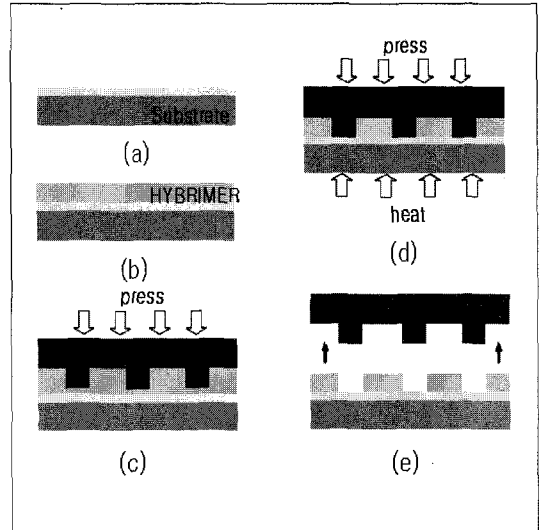 Substrate
(a)
HYBRIMER
(b)
press
(c)
press
heat
(d)
(e)